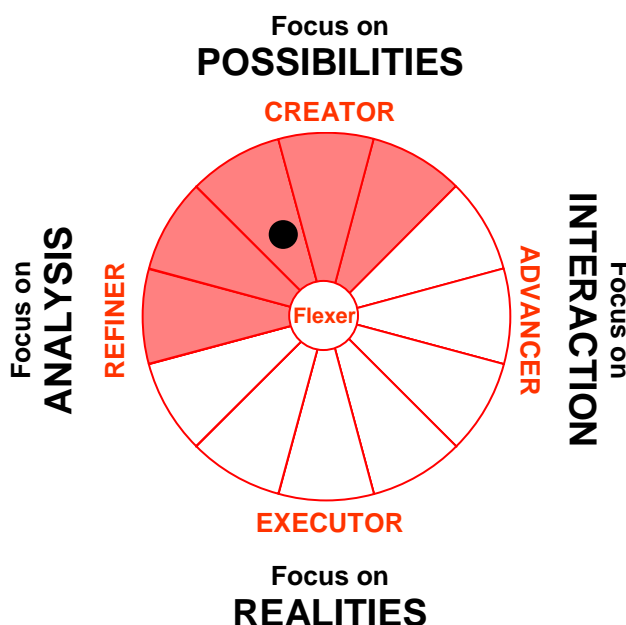 Focus on
POSSIBILITIES
CREATOR
Focus on
ANALYSIS
REFINER
Flexer
ADVANCER
INTERACTION
Focus on
EXECUTOR
Focus on
REALITIES